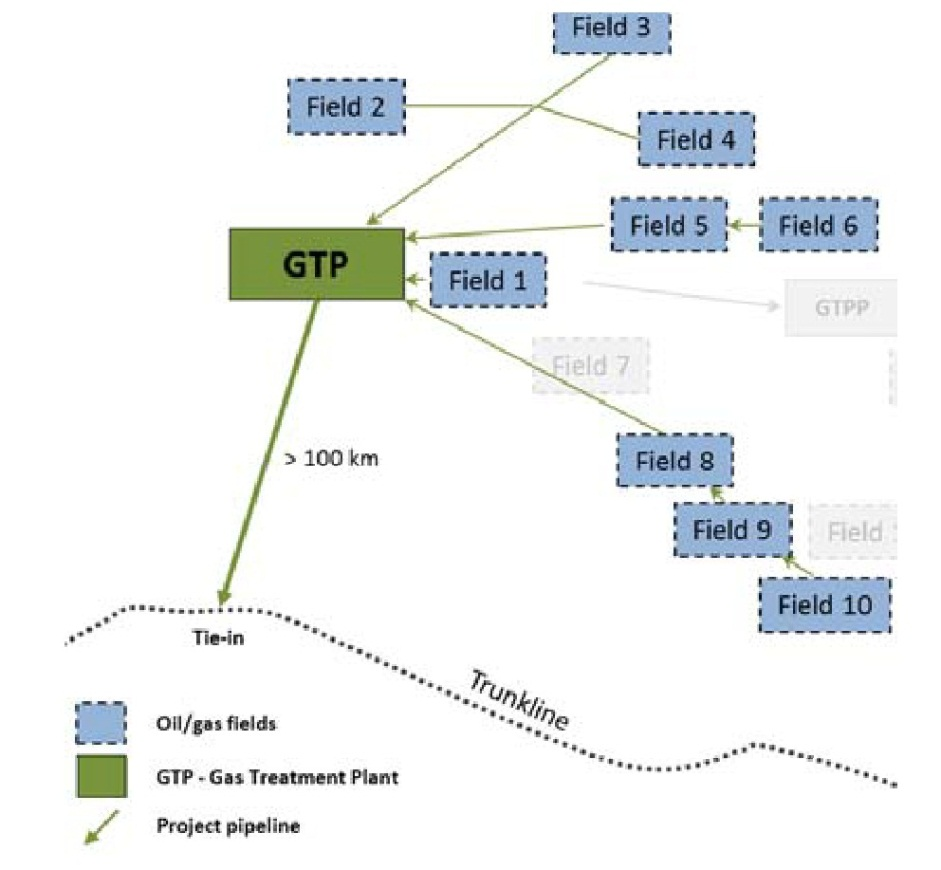 Field 3
Field 2
Field 4
Field 5
Field 6
GTP
Field 1
GTPP
Field 7
> 100 km
Field 8
Field 9
Field
Field 10
Tie-in
Trunkline
Oil/gas fields
GTP - Gas Treatment Plant
Project pipeline